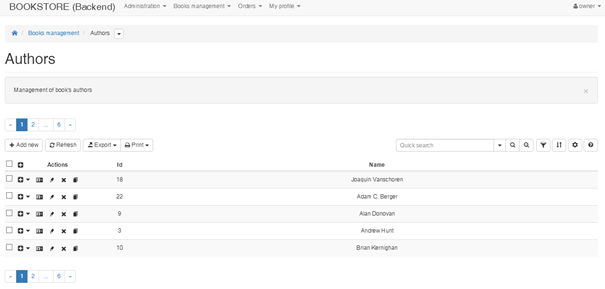 BOOKSTORE (Backend) Administration Books management Orders My profile owner
Books management / Authors
Authors
Management of book's authors ×
« 1 2 ... 6 »
Add new Refresh Export Print Quick search
Actions Id Name
18 Joaquin Vanschoren
22 Adam C. Berger
9 Alan Donovan
3 Andrew Hunt
10 Brian Kernighan
« 1 2 ... 6 »